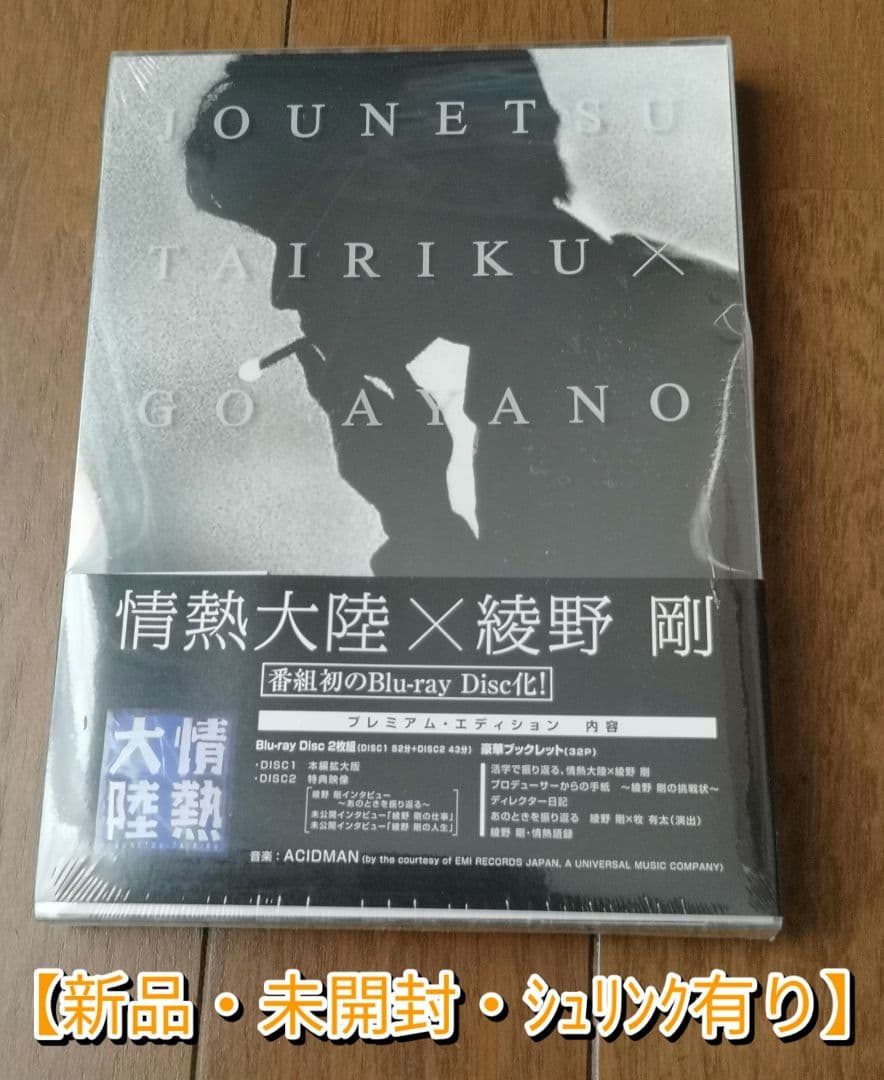 JOUNETSU
TAIRIKU×
GO AYANO
情熱大陸×綾野 剛
番組初のBlu-ray Disc化!
プレミアム・エディション 内容
Blu-ray Disc 2枚組(DISC1 52分+DISC2 43分)
・DISC1 本編拡大版
・DISC2 特典映像
綾野 剛インタビュー
〜あのときを振り返る〜
未公開インタビュー「綾野 剛の仕事」
未公開インタビュー「綾野 剛の人生」
豪華ブックレット(32P)
活字で振り返る、情熱大陸×綾野 剛
プロデューサーからの手紙 〜綾野 剛の挑戦状〜
ディレクター日記
あのときを振り返る 綾野 剛×牧 有太(演出)
綾野 剛・情熱語録
情熱
大陸
JOUNETSU TAIRIKU
音楽:ACIDMAN (by the courtesy of EMI RECORDS JAPAN, A UNIVERSAL MUSIC COMPANY)
【新品・未開封・ｼｭﾘﾝｸ有り】